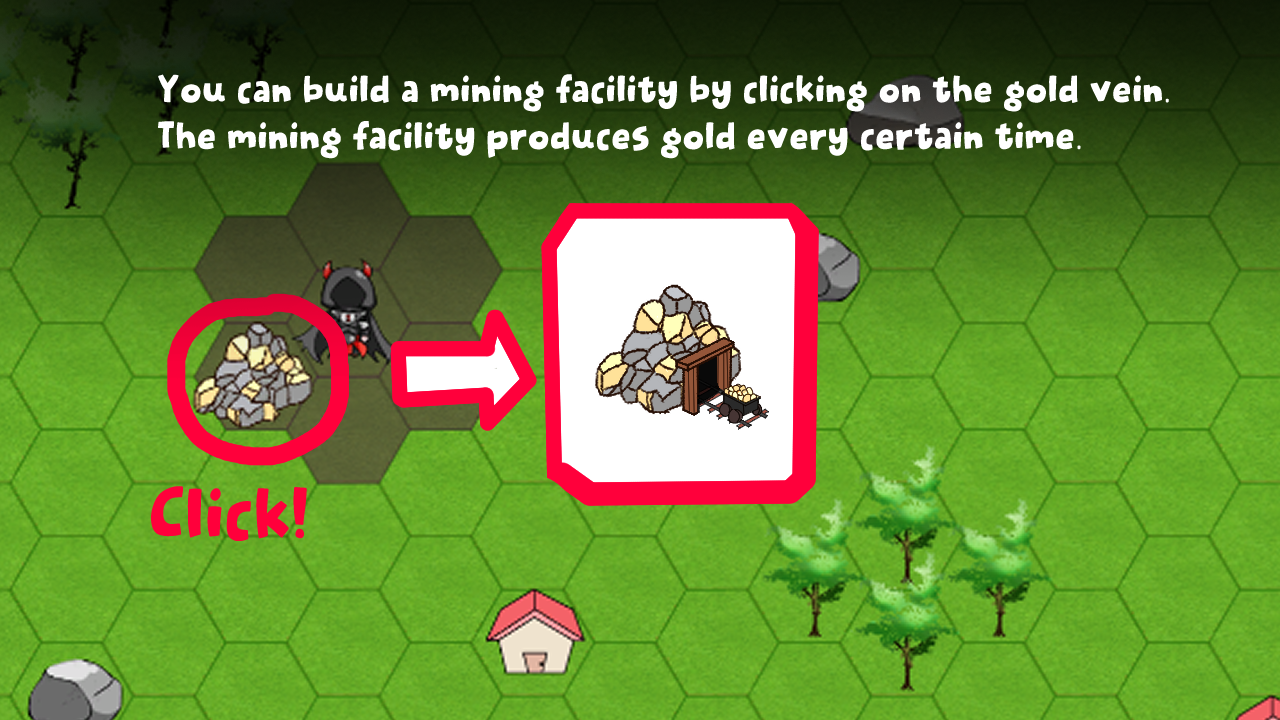 You can build a mining facility by clicking on the gold vein.
The mining facility produces gold every certain time.
Click!